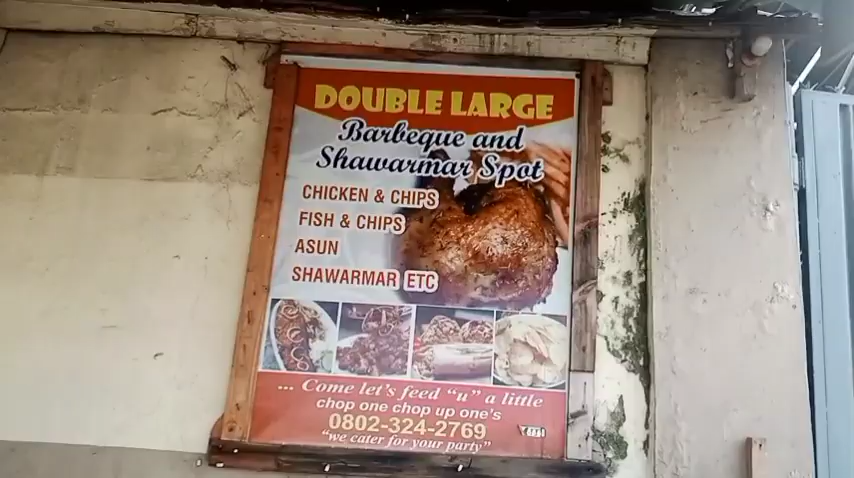 DOUBLE LARGE
Barbeque and
Shawarmar Spot
CHICKEN & CHIPS
FISH & CHIPS
ASUN
SHAWARMAR ETC
... Come let's feed "u" a little
chop one chop up one's
0802-324-2769
"we cater for your party"